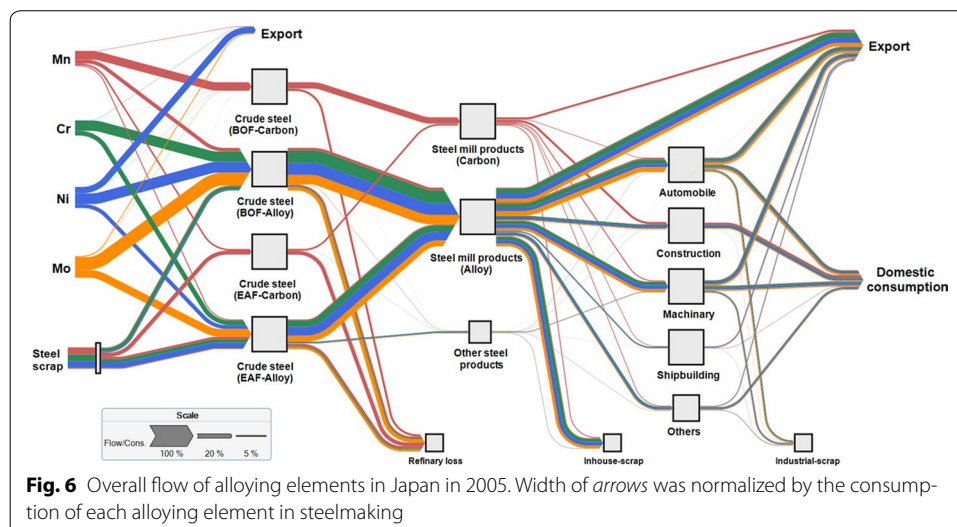 Export
Mn
Cr
Ni
Mo
Steel
scrap
Crude steel
(BOF-Carbon)
Crude steel
(BOF-Alloy)
Crude steel
(EAF-Carbon)
Crude steel
(EAF-Alloy)
Steel mill products
(Carbon)
Steel mill products
(Alloy)
Other steel
products
Export
Automobile
Construction
Machinary
Shipbuilding
Others
Domestic
consumption
Refinary loss
Inhouse-scrap
Industrial-scrap
Scale
Flow/Cons.
100 % 20 % 5 %
Fig. 6 Overall flow of alloying elements in Japan in 2005. Width of arrows was normalized by the consump-
tion of each alloying element in steelmaking